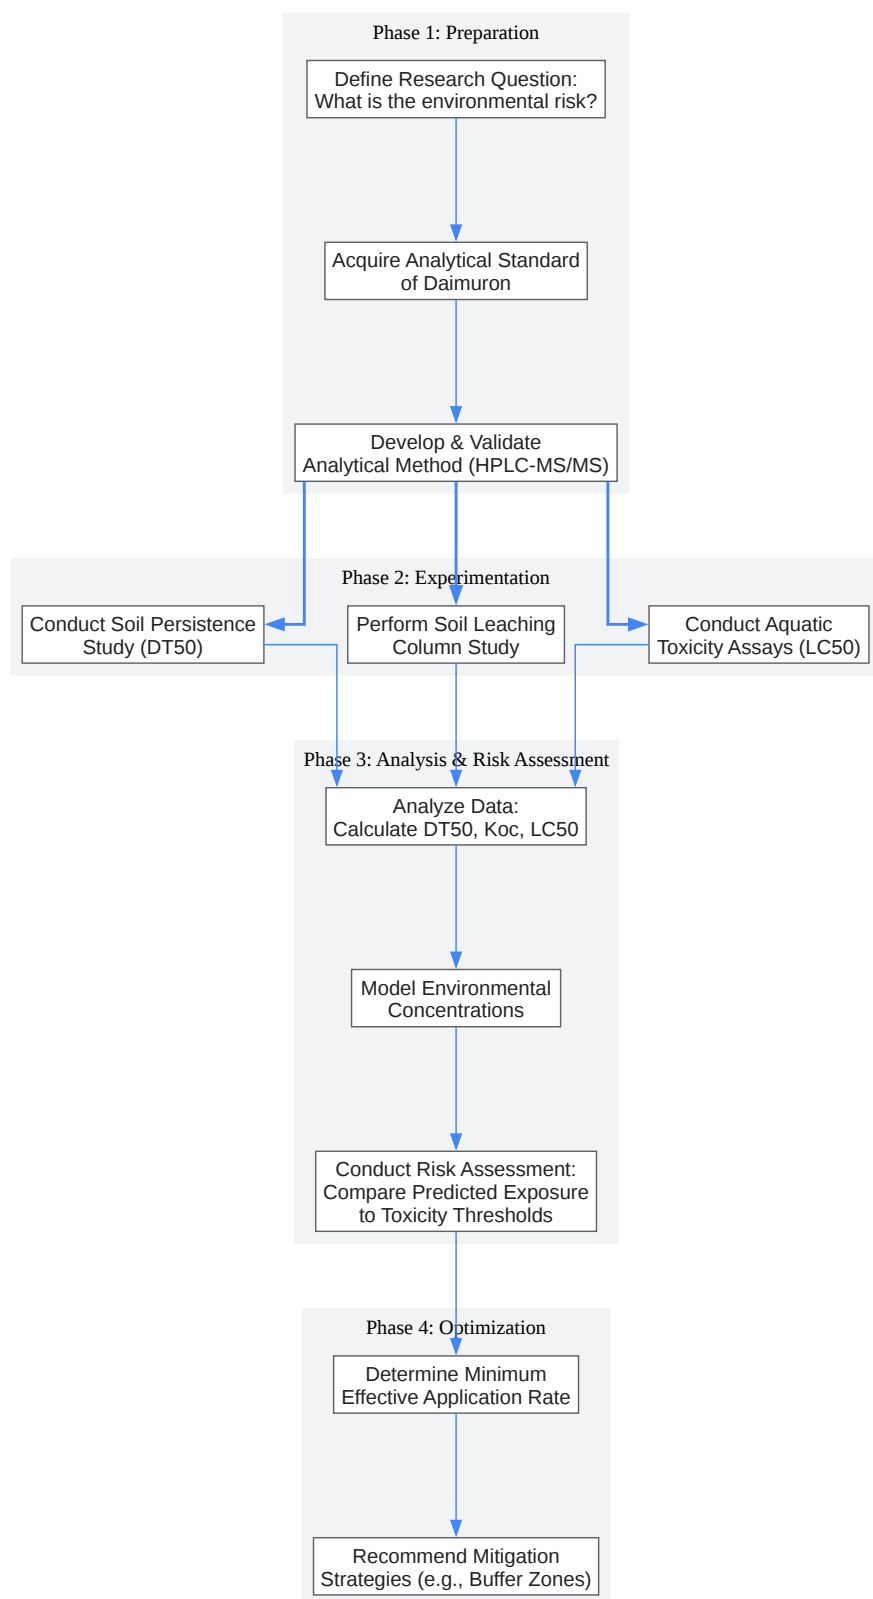 Phase 1: Preparation
Define Research Question:
What is the environmental risk?
Acquire Analytical Standard
of Daimuron
Develop & Validate
Analytical Method (HPLC-MS/MS)
Phase 2: Experimentation
Conduct Soil Persistence
Study (DT50)
Perform Soil Leaching
Column Study
Conduct Aquatic
Toxicity Assays (LC50)
Phase 3: Analysis & Risk Assessment
Analyze Data:
Calculate DT50, Koc, LC50
Model Environmental
Concentrations
Conduct Risk Assessment:
Compare Predicted Exposure
to Toxicity Thresholds
Phase 4: Optimization
Determine Minimum
Effective Application Rate
Recommend Mitigation
Strategies (e.g., Buffer Zones)